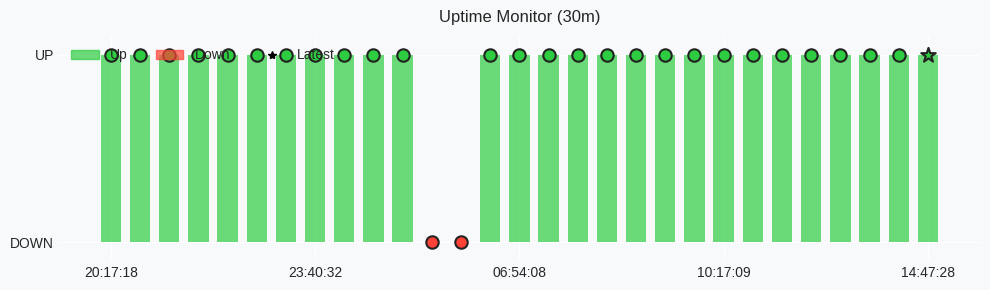 Uptime Monitor (30m)
UP
Up Down Latest
DOWN
20:17:18 23:40:32 06:54:08 10:17:09 14:47:28